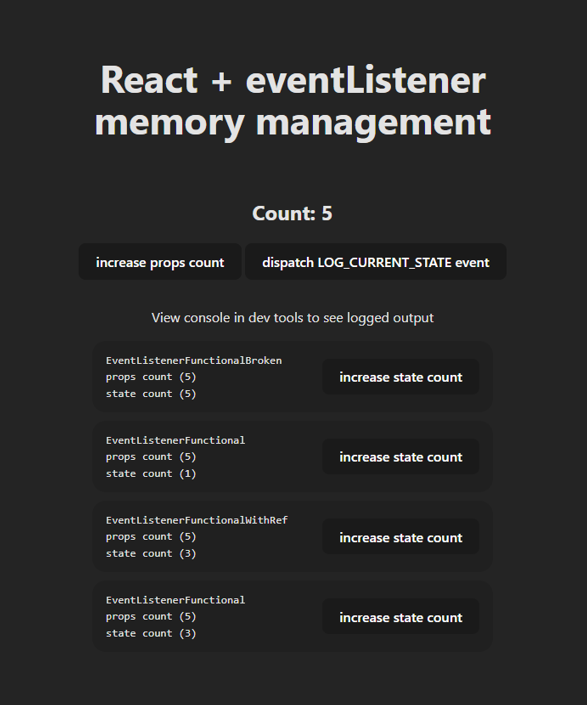 React + eventListener
memory management
Count: 5
increase props count
dispatch LOG_CURRENT_STATE event
View console in dev tools to see logged output
EventListenerFunctionalBroken
props count (5)
state count (5)
increase state count
EventListenerFunctional
props count (5)
state count (1)
increase state count
EventListenerFunctionalWithRef
props count (5)
state count (3)
increase state count
EventListenerFunctional
props count (5)
state count (3)
increase state count